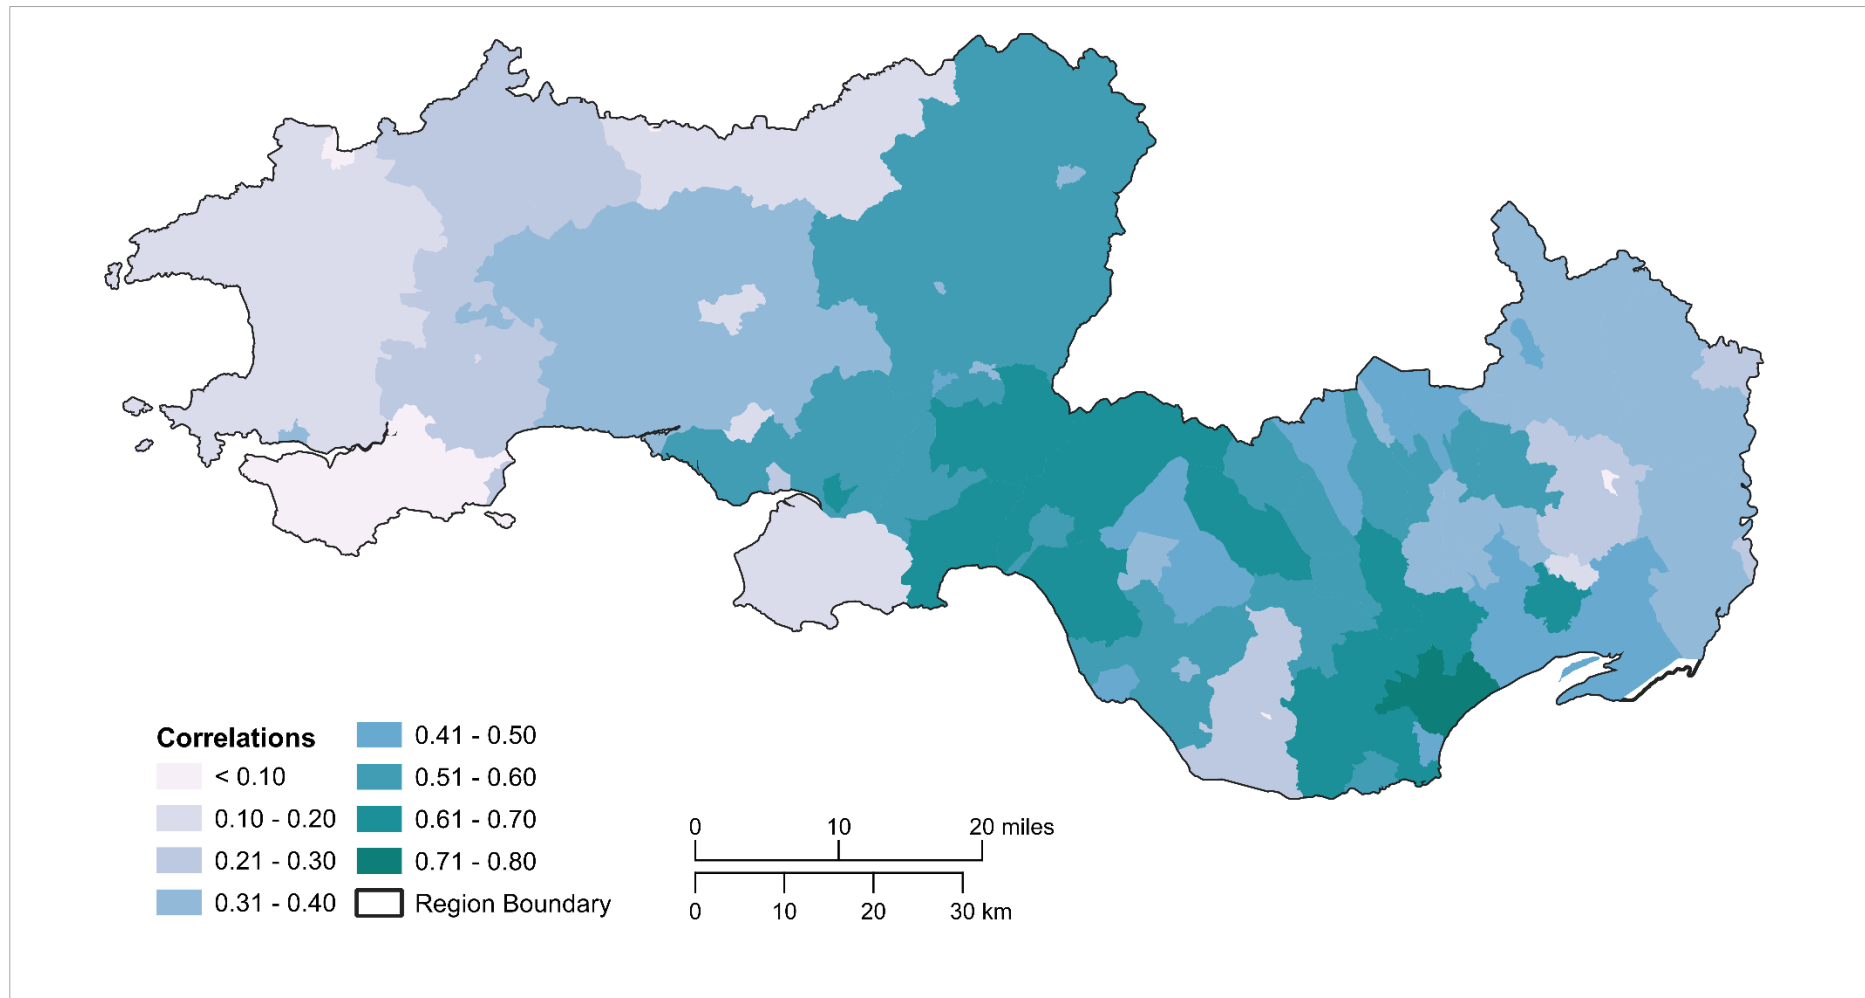 Correlations
< 0.10
0.10 - 0.20
0.21 - 0.30
0.31 - 0.40
0.41 - 0.50
0.51 - 0.60
0.61 - 0.70
0.71 - 0.80
Region Boundary
0 10 20 miles
0 10 20 30 km